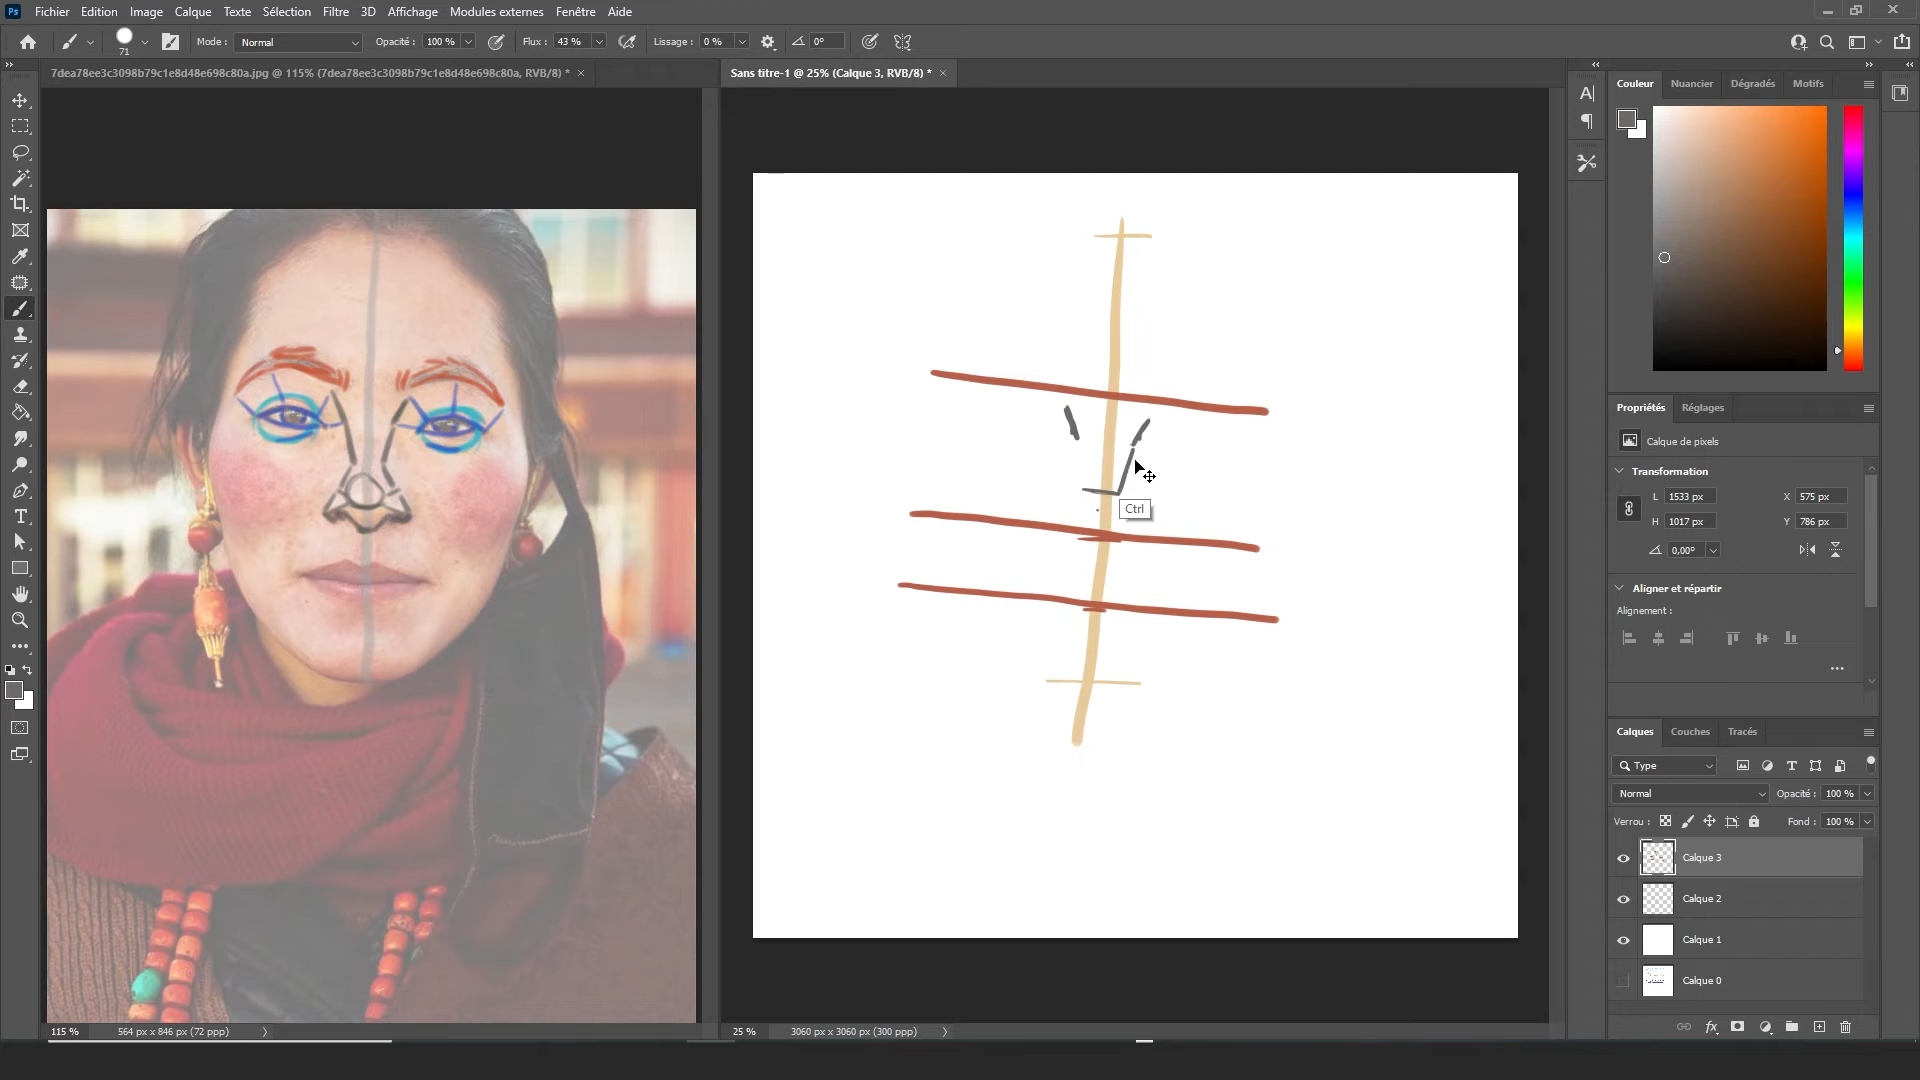 Ps Fichier Edition Image Calque Texte Sélection Filtre 3D Affichage Modules externes Fenêtre Aide
71 Mode : Normal Opacité : 100 % Flux : 43 % Lissage : 0 % 0°
7dea78ee3c3098b79c1e8d48e698c80a.jpg @ 115% (7dea78ee3c3098b79c1e8d48e698c80a, RVB/8) *
Sans titre-1 @ 25% (Calque 3, RVB/8) *
Couleur Nuancier Dégradés Motifs
Ctrl
Propriétés Réglages
Calque de pixels
Transformation
L 1533 px X 575 px
H 1017 px Y 786 px
0,00°
Aligner et répartir
Alignement :
Calques Couches Tracés
Type
Normal Opacité : 100 %
Verrou : Fond : 100 %
Calque 3
Calque 2
Calque 1
Calque 0
fx
115 % 564 px x 846 px (72 ppp)
25 % 3060 px x 3060 px (300 ppp)